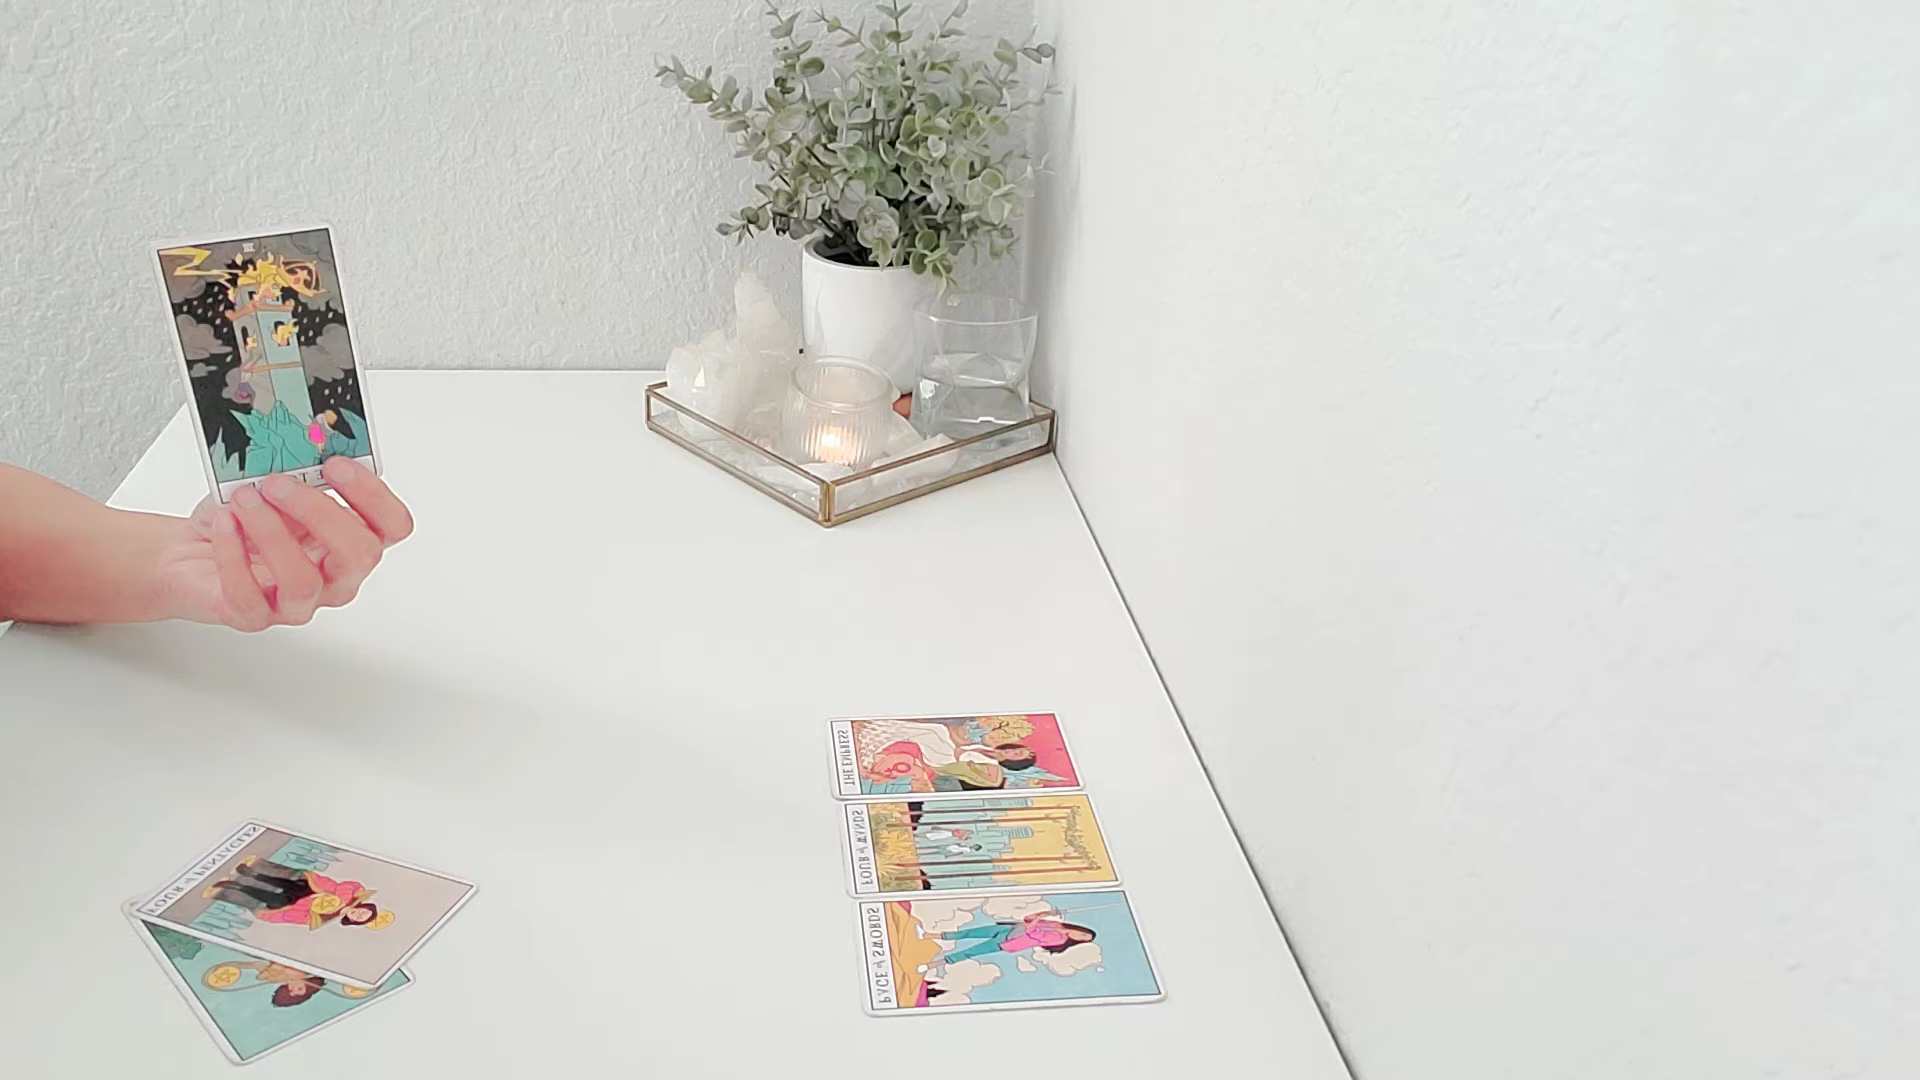 THE EMPRESS
FOUR of WANDS
PAGE of SWORDS
FOUR of PENTACLES